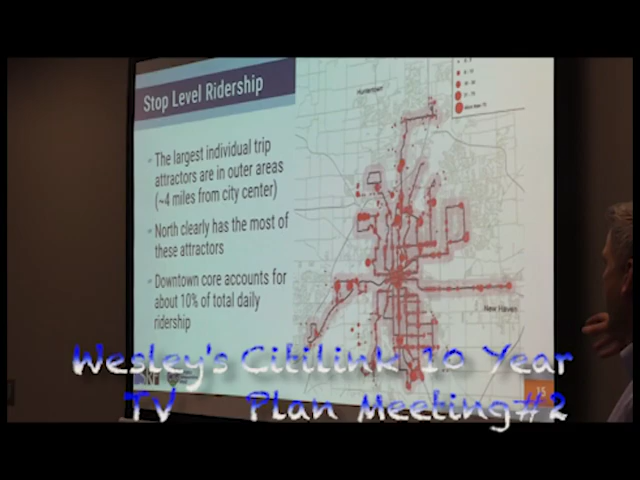 Stop Level Ridership
- The largest individual trip
attractors are in outer areas
(~4 miles from city center)
- North clearly has the most of
these attractors
- Downtown core accounts for
about 10% of total daily
ridership
Huntertown
New Haven
15
Wesley's Citilink 10 Year
TV Plan Meeting#2